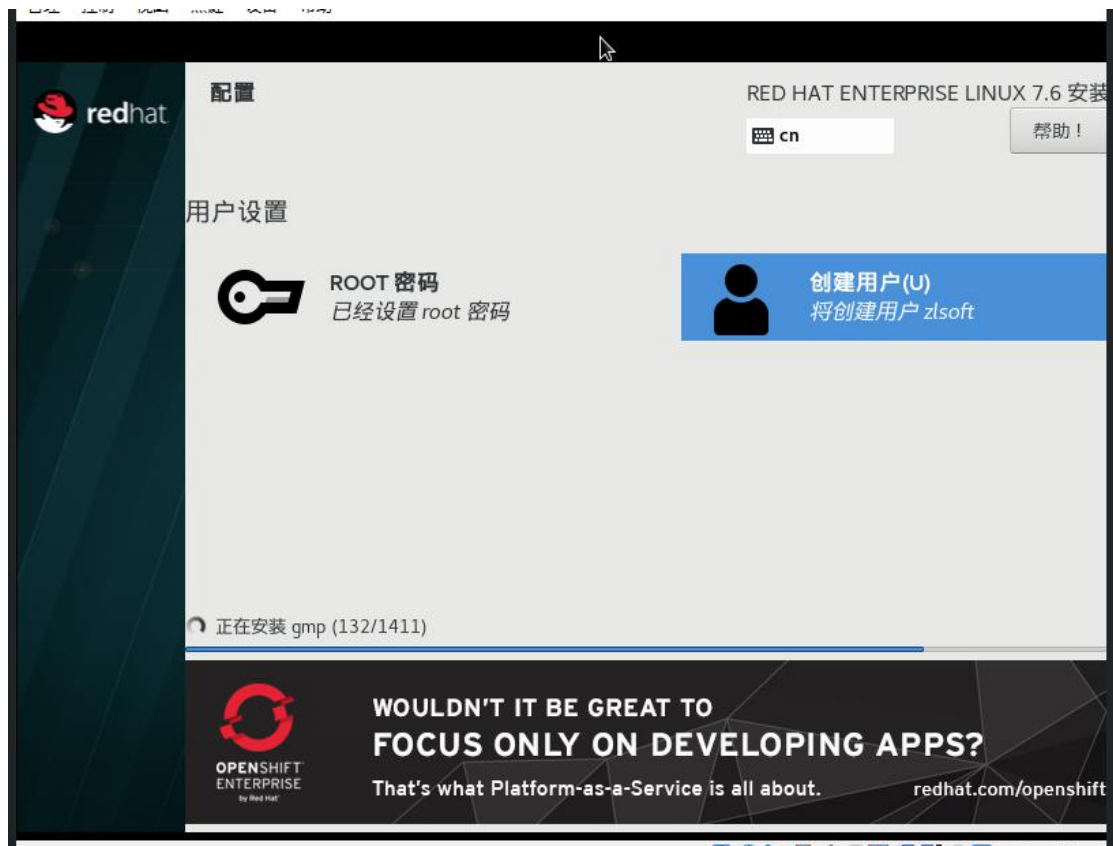 redhat
配置
RED HAT ENTERPRISE LINUX 7.6 安装
cn
帮助！
用户设置
ROOT 密码
已经设置 root 密码
创建用户(U)
将创建用户 zlsoft
正在安装 gmp (132/1411)
OPENSHIFT
ENTERPRISE
by Red Hat
WOULDN'T IT BE GREAT TO
FOCUS ONLY ON DEVELOPING APPS?
That's what Platform-as-a-Service is all about.
redhat.com/openshift